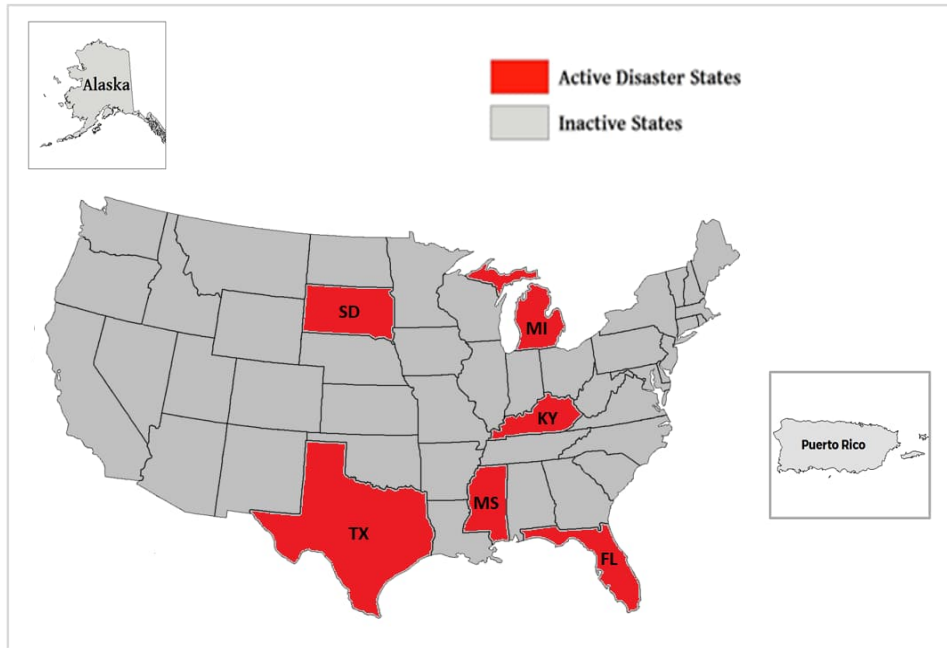 Alaska
Active Disaster States
Inactive States
SD
MI
KY
MS
TX
FL
Puerto Rico